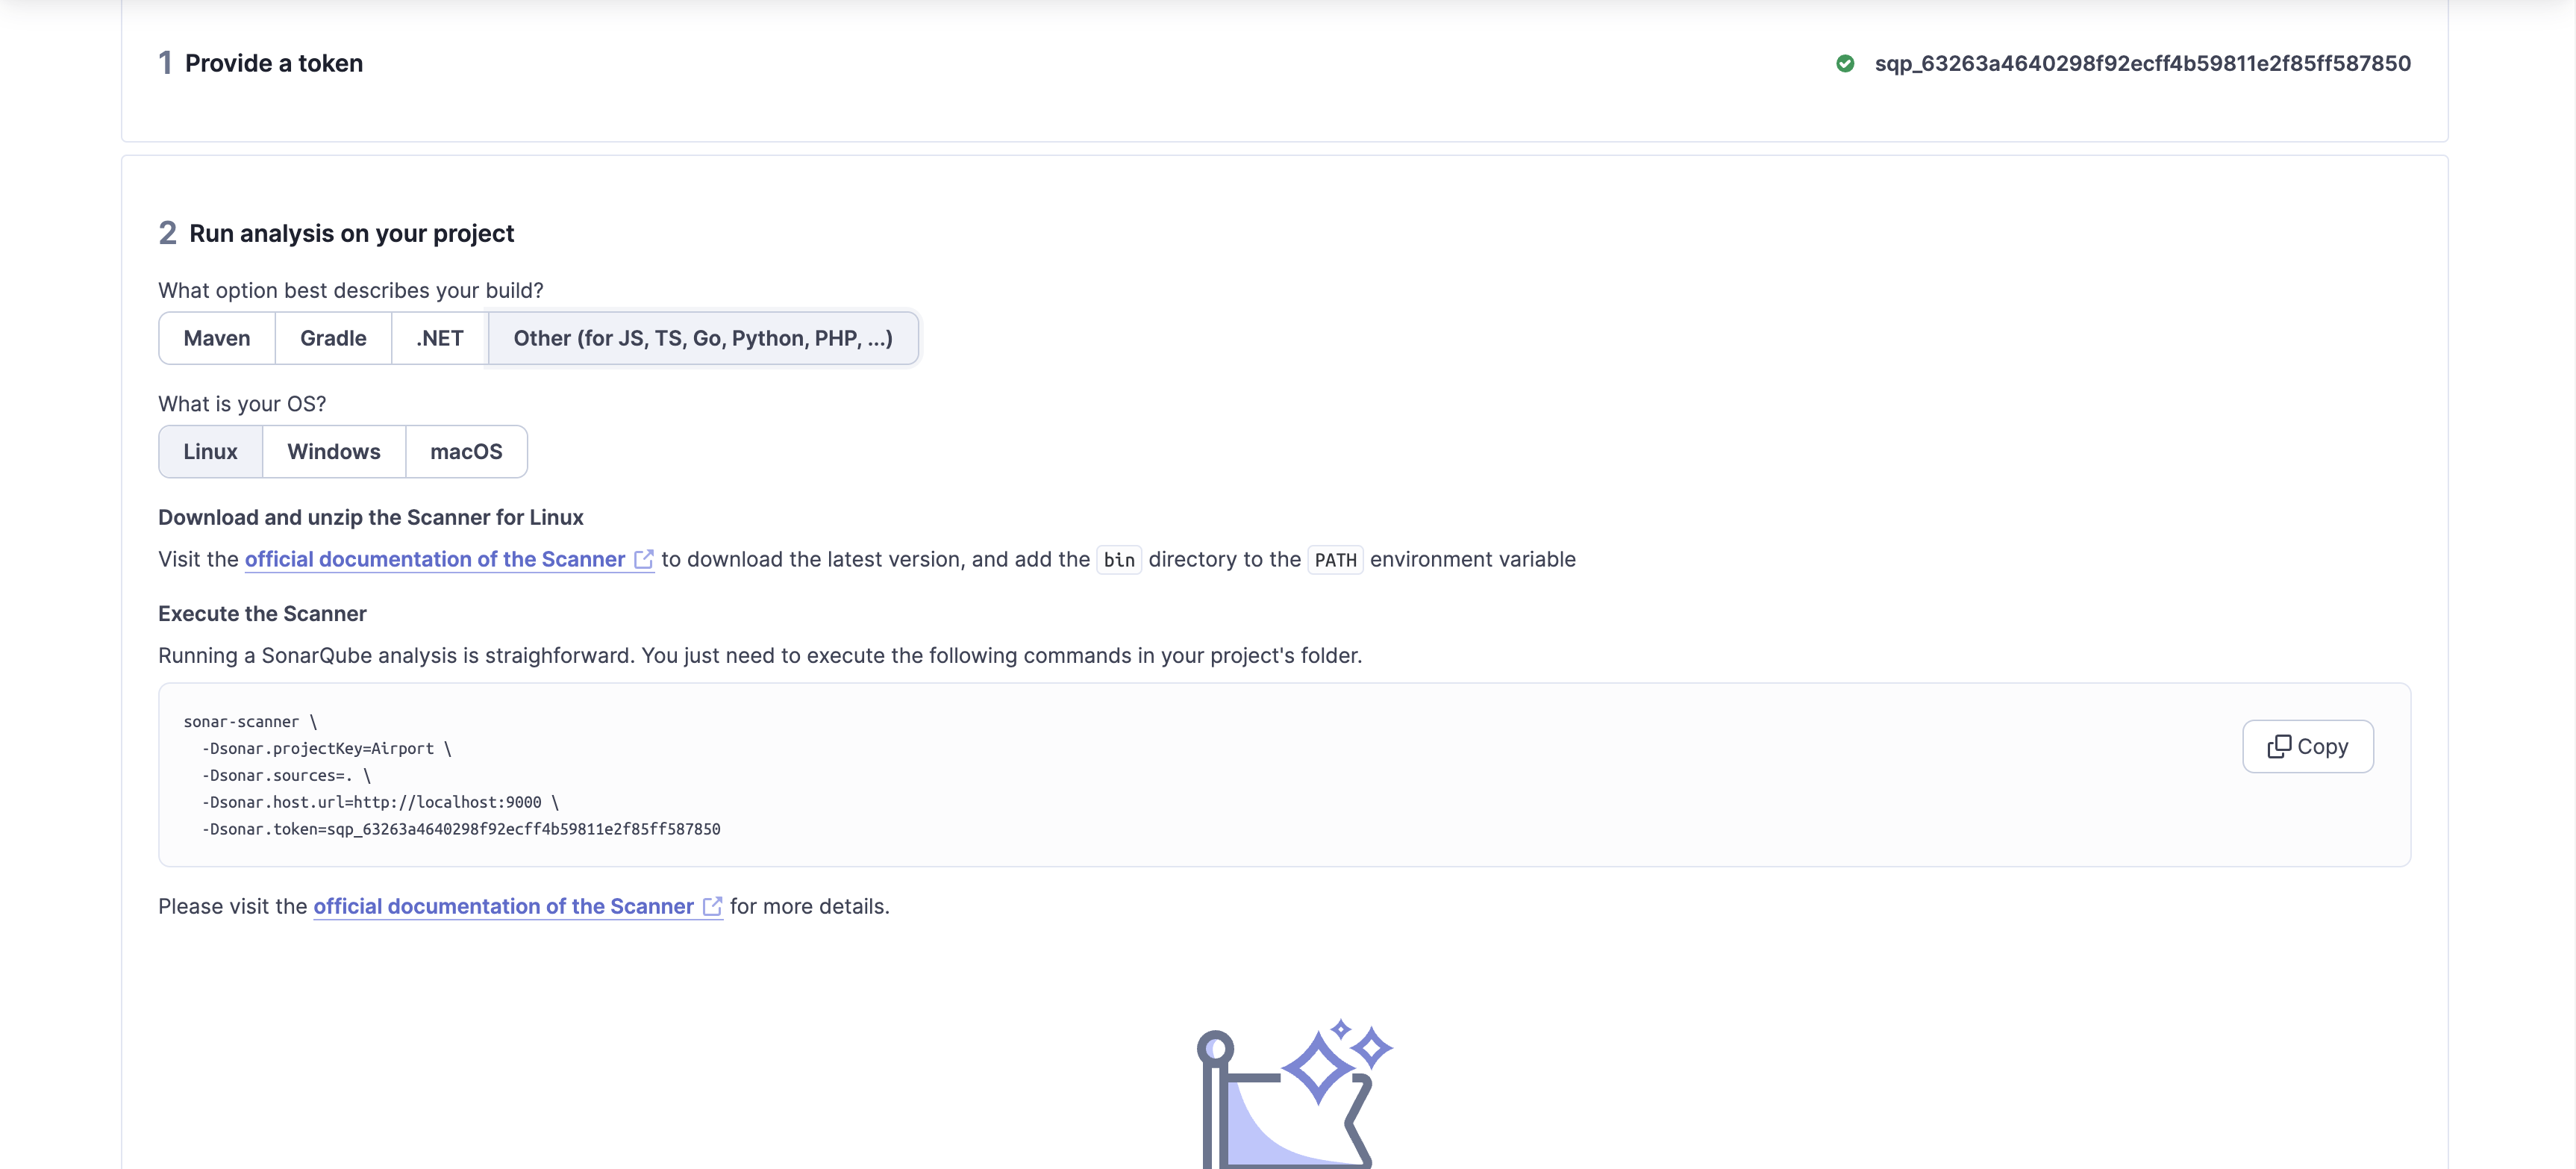 1 Provide a token
sqp_63263a4640298f92ecff4b59811e2f85ff587850
2 Run analysis on your project
What option best describes your build?
Maven Gradle .NET Other (for JS, TS, Go, Python, PHP, ...)
What is your OS?
Linux Windows macOS
Download and unzip the Scanner for Linux
Visit the official documentation of the Scanner to download the latest version, and add the bin directory to the PATH environment variable
Execute the Scanner
Running a SonarQube analysis is straighforward. You just need to execute the following commands in your project's folder.
sonar-scanner \
-Dsonar.projectKey=Airport \
-Dsonar.sources=. \
-Dsonar.host.url=http://localhost:9000 \
-Dsonar.token=sqp_63263a4640298f92ecff4b59811e2f85ff587850
Copy
Please visit the official documentation of the Scanner for more details.